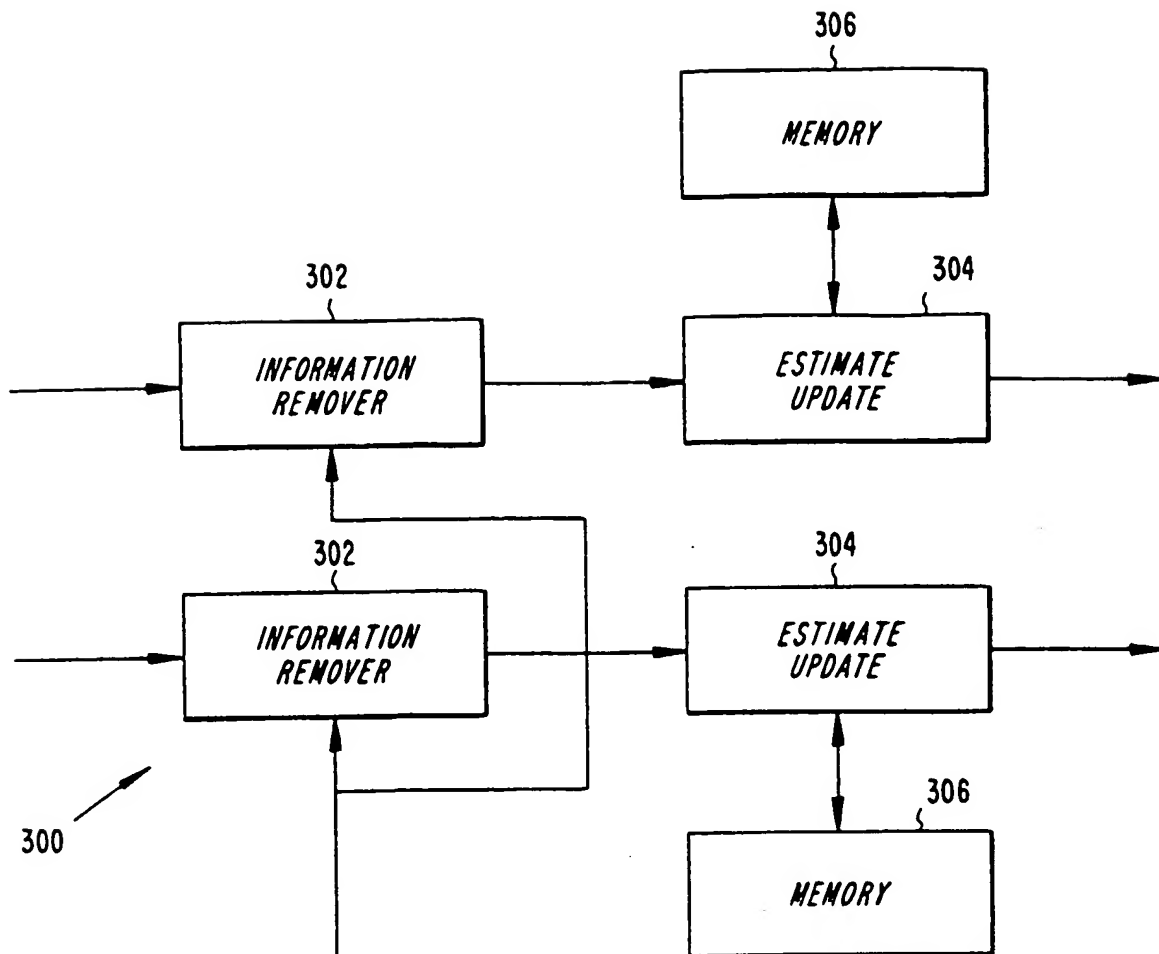 306
MEMORY
302
304
INFORMATION
REMOVER
ESTIMATE
UPDATE
302
304
INFORMATION
REMOVER
ESTIMATE
UPDATE
300
306
MEMORY